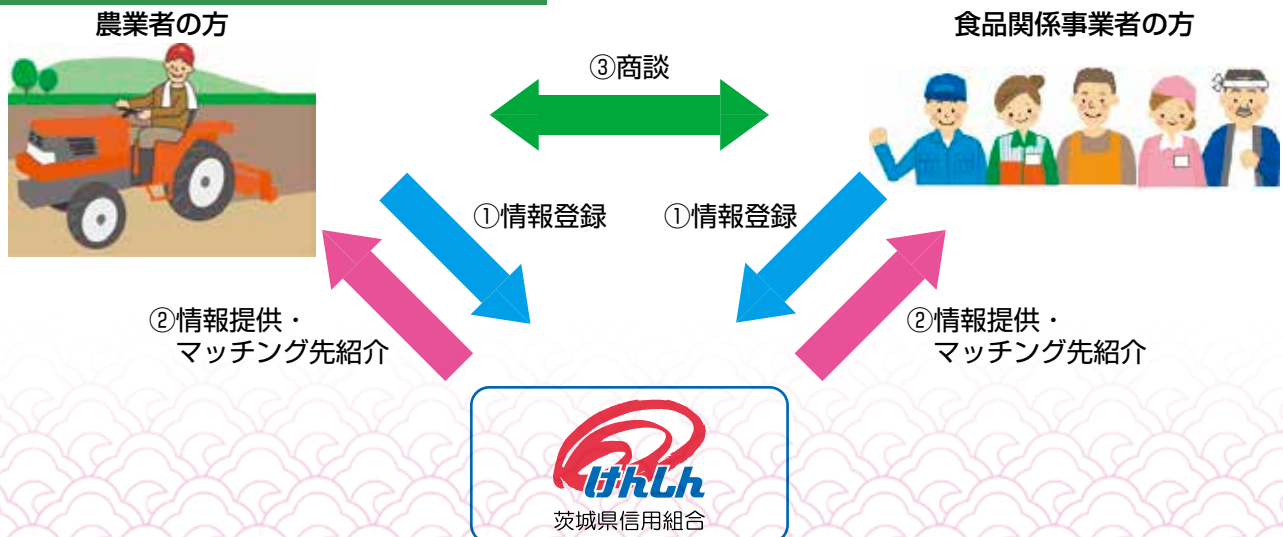 農業者の方
食品関係事業者の方
③商談
①情報登録
①情報登録
②情報提供・
マッチング先紹介
②情報提供・
マッチング先紹介
けんしん
茨城県信用組合